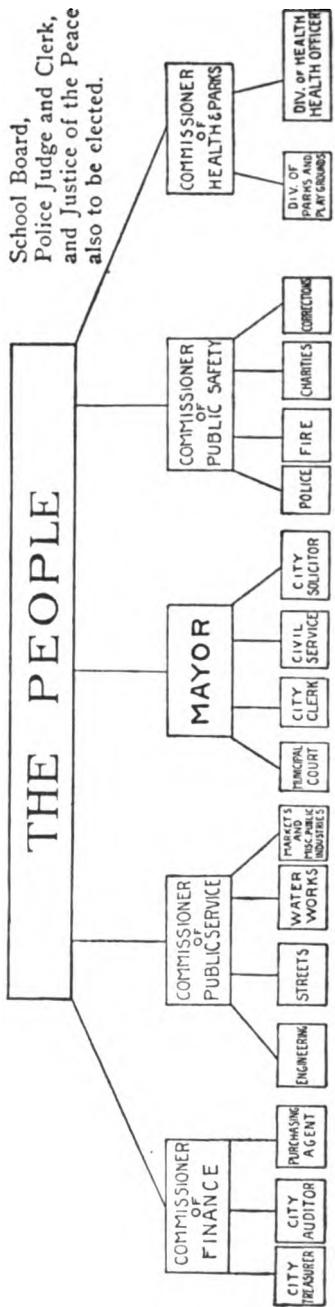 School Board,
Police Judge and Clerk,
and Justice of the Peace
also to be elected.
THE PEOPLE
COMMISSIONER
OF
FINANCE
COMMISSIONER
OF
PUBLIC SERVICE
MAYOR
COMMISSIONER
OF
PUBLIC SAFETY
COMMISSIONER
OF
HEALTH & PARKS
CITY
TREASURER
CITY
AUDITOR
PURCHASING
AGENT
ENGINEERING
STREETS
WATER
WORKS
MARKETS
AND
MISC. PUBLIC
INDUSTRIES
MUNICIPAL
COURT
CITY
CLERK
CIVIL
SERVICE
CITY
SOLICITOR
POLICE
FIRE
CHARITIES
CORRECTIONS
DIV. OF
PARKS AND
PLAY GROUNDS
DIV. OF HEALTH
HEALTH OFFICER